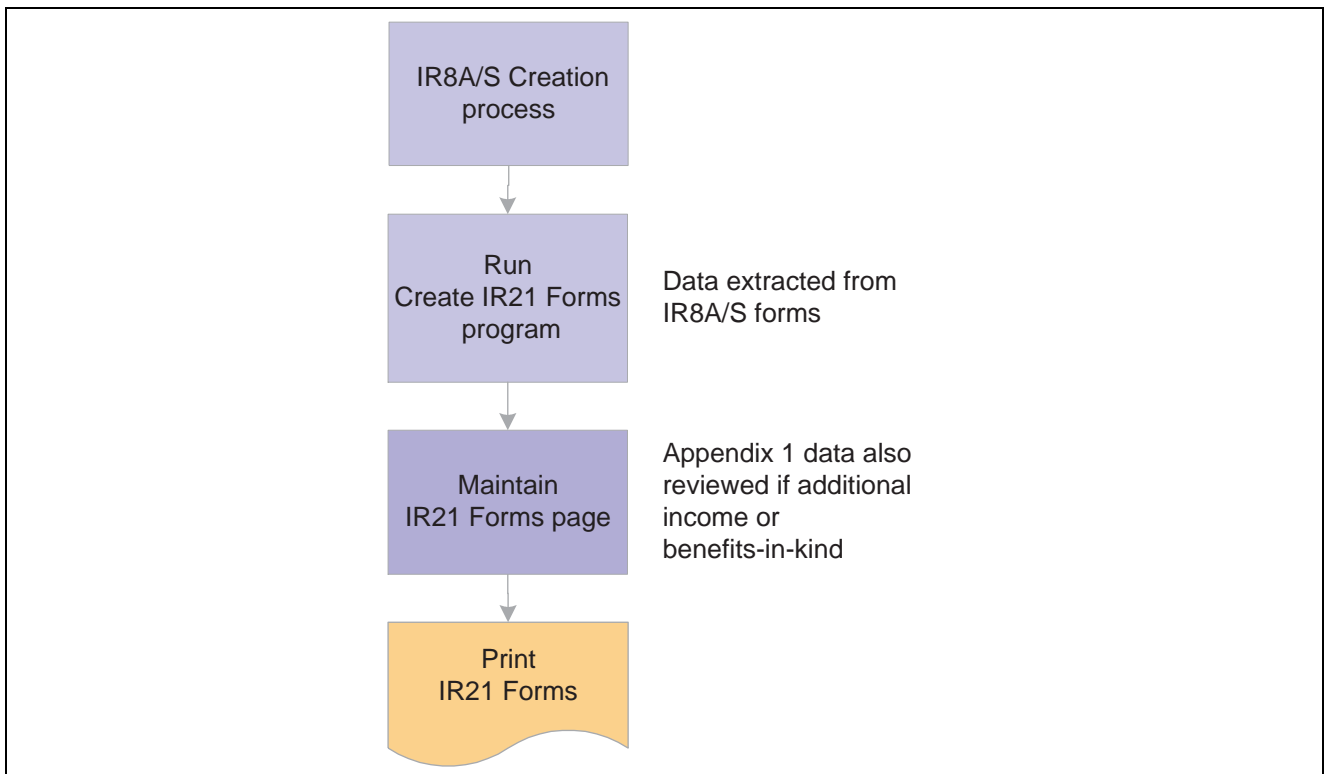 IR8A/S Creation
process
Run
Create IR21 Forms
program
Data extracted from
IR8A/S forms
Maintain
IR21 Forms page
Appendix 1 data also
reviewed if additional
income or
benefits-in-kind
Print
IR21 Forms